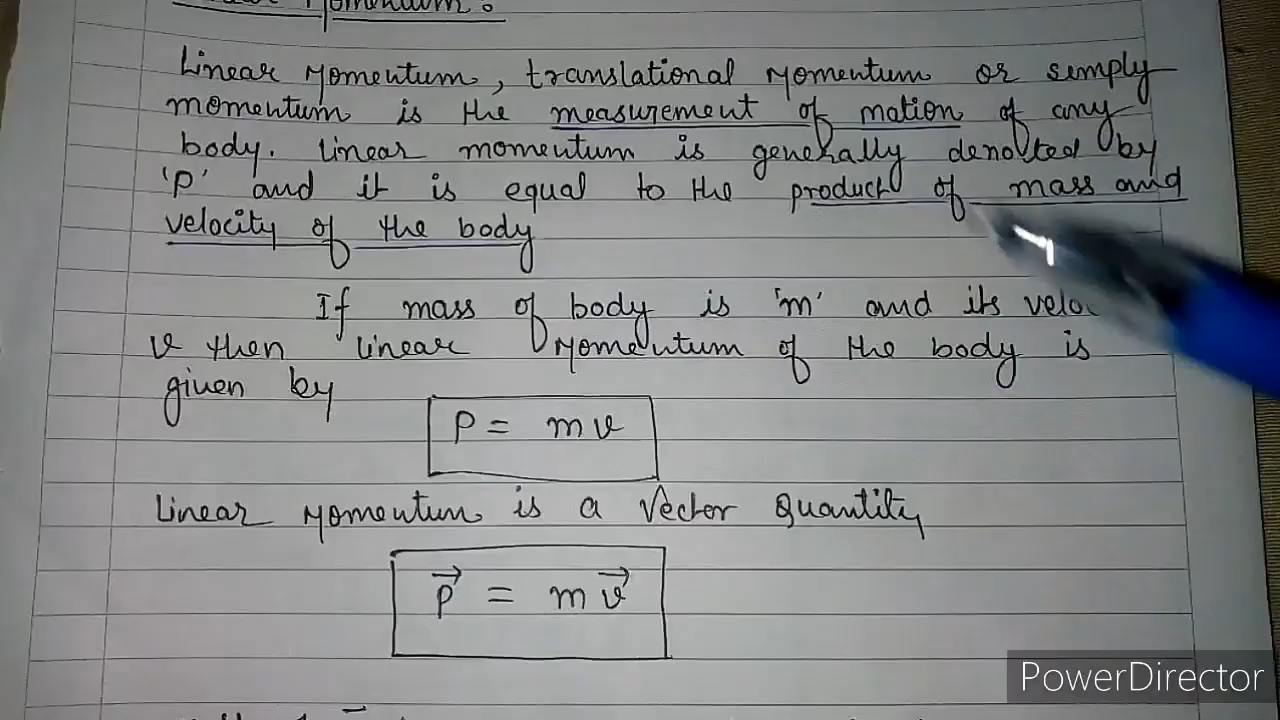 Momentum :
Linear Momentum, translational Momentum or simply
momentum is the measurement of mation of any
body. Linear momentum is generally denoted by
'p' and it is equal to the product of mass and
velocity of the body
If mass of body is 'm' and its velo
v then linear Momentum of the body is
given by
P = mv
Linear Momentum is a Vector Quantity
p⃗ = m v⃗
PowerDirector